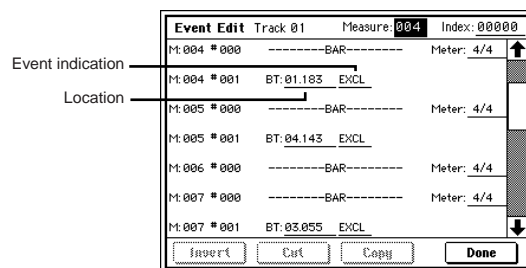 Event Edit Track 01 Measure: 004 Index: 00000
M: 004 # 000 --------BAR-------- Meter: 4/4
Event indication
M: 004 # 001 BT: 01.183 EXCL
Location
M: 005 # 000 --------BAR-------- Meter: 4/4
M: 005 # 001 BT: 04.143 EXCL
M: 006 # 000 --------BAR-------- Meter: 4/4
M: 007 # 000 --------BAR-------- Meter: 4/4
M: 007 # 001 BT: 03.055 EXCL
Insert Cut Copy Done